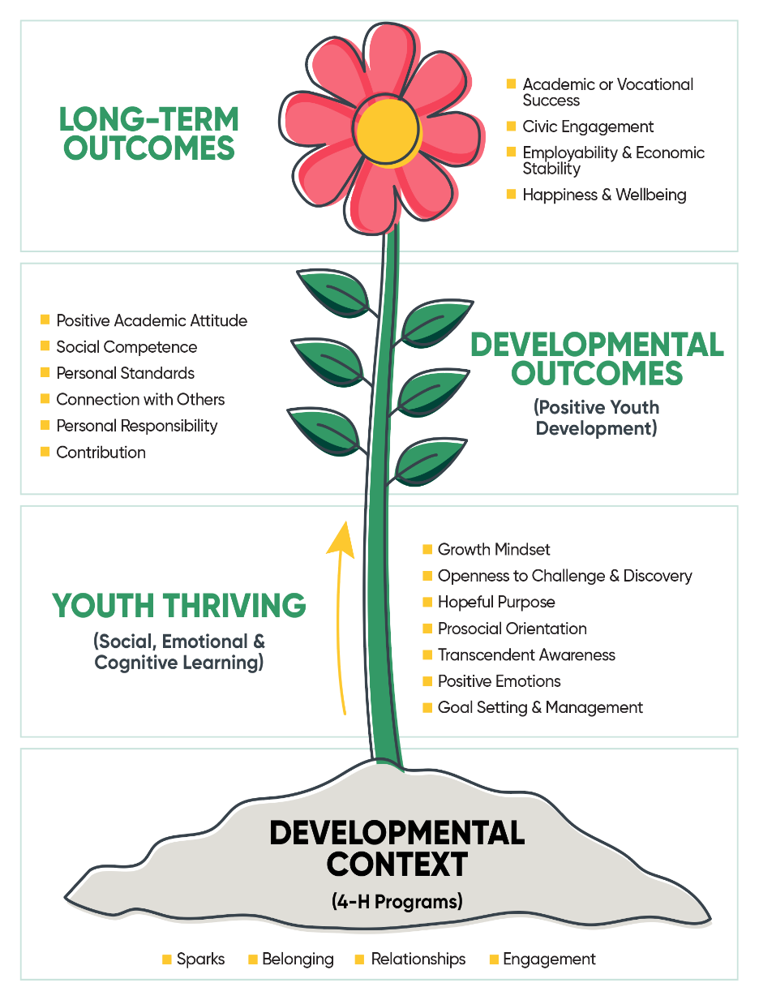 LONG-TERM
OUTCOMES
Academic or Vocational
Success
Civic Engagement
Employability & Economic
Stability
Happiness & Wellbeing
Positive Academic Attitude
Social Competence
Personal Standards
Connection with Others
Personal Responsibility
Contribution
DEVELOPMENTAL
OUTCOMES
(Positive Youth
Development)
YOUTH THRIVING
(Social, Emotional &
Cognitive Learning)
Growth Mindset
Openness to Challenge & Discovery
Hopeful Purpose
Prosocial Orientation
Transcendent Awareness
Positive Emotions
Goal Setting & Management
DEVELOPMENTAL
CONTEXT
(4-H Programs)
Sparks Belonging Relationships Engagement